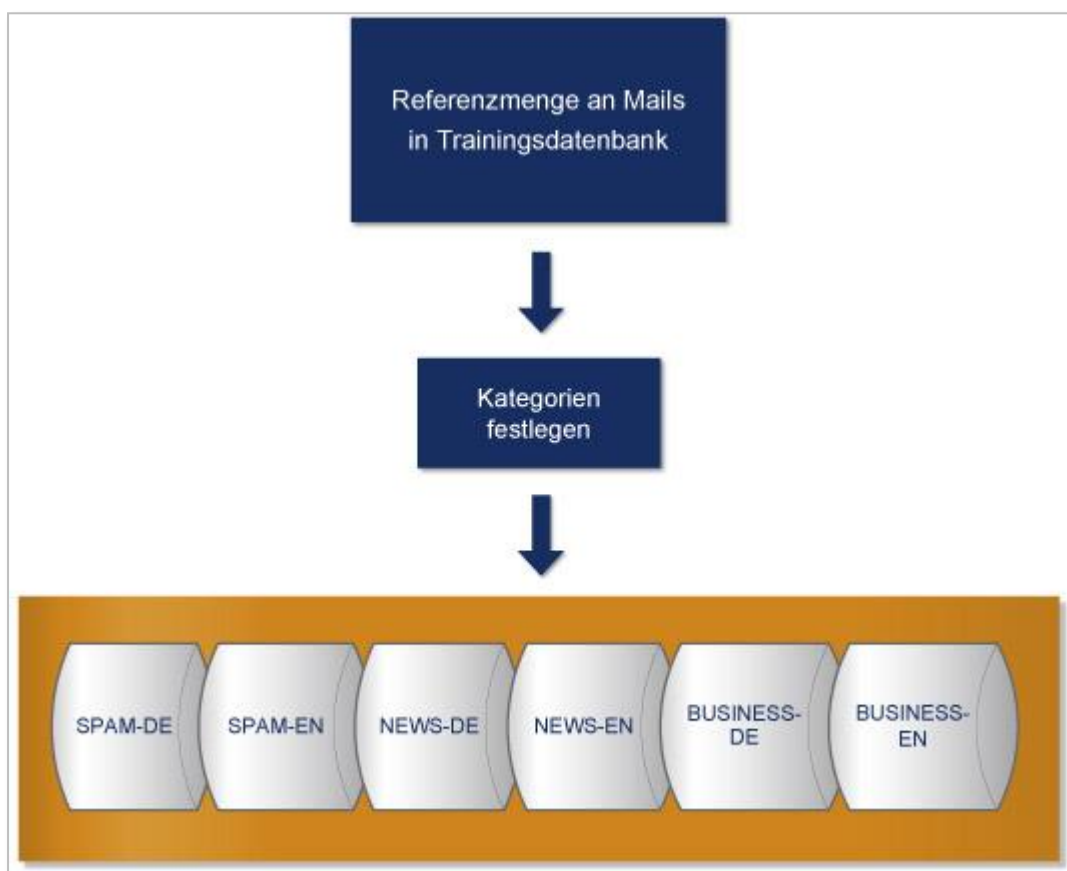 Referenzmenge an Mails
in Trainingsdatenbank
Kategorien
festlegen
SPAM-DE
SPAM-EN
NEWS-DE
NEWS-EN
BUSINESS-
DE
BUSINESS-
EN